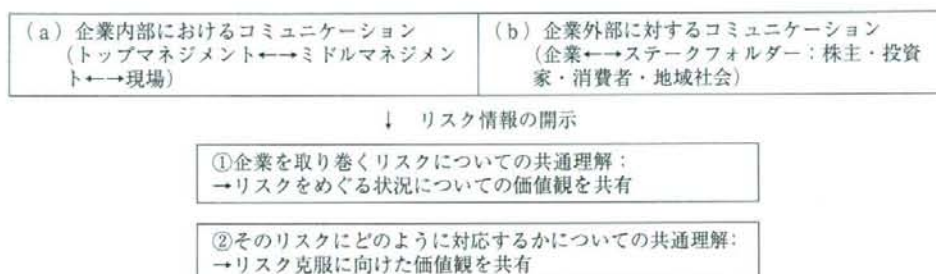 (a) 企業内部におけるコミュニケーション
(トップマネジメント←→ミドルマネジメン
ト←→現場)
(b) 企業外部に対するコミュニケーション
(企業←→ステークフォルダー;株主・投資
家・消費者・地域社会)
↓ リスク情報の開示
①企業を取り巻くリスクについての共通理解:
→リスクをめぐる状況についての価値観を共有
②そのリスクにどのように対応するかについての共通理解:
→リスク克服に向けた価値観を共有